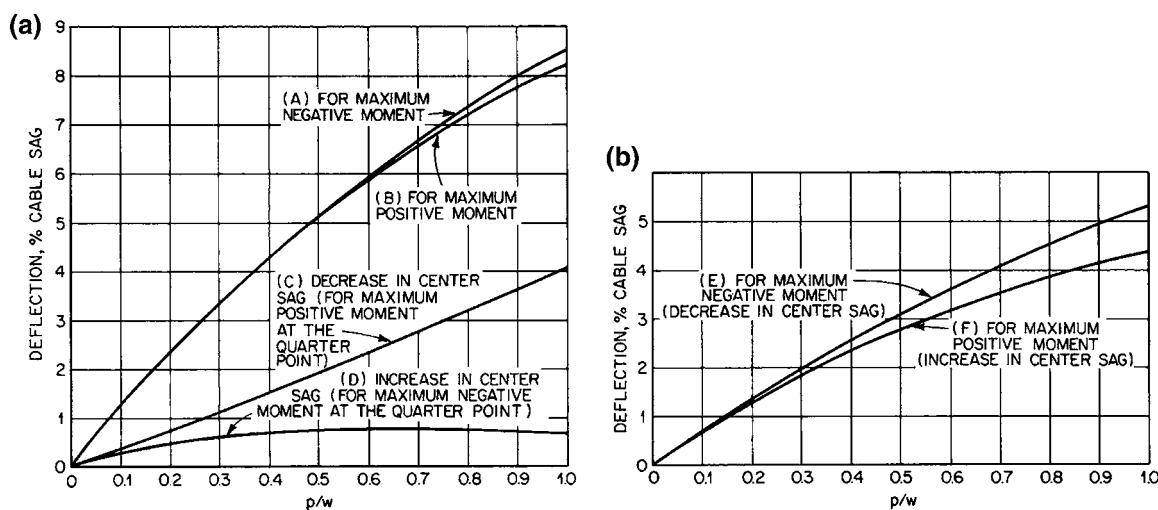 (a)
9
8
7
6
5
4
3
2
1
0
DEFLECTION, % CABLE SAG
(A) FOR MAXIMUM
NEGATIVE MOMENT
(B) FOR MAXIMUM
POSITIVE MOMENT
(C) DECREASE IN CENTER
SAG (FOR MAXIMUM
POSITIVE MOMENT
AT THE
QUARTER
POINT)
(D) INCREASE IN CENTER
SAG (FOR MAXIMUM NEGATIVE
MOMENT AT THE QUARTER POINT)
0 0.1 0.2 0.3 0.4 0.5 0.6 0.7 0.8 0.9 1.0
p/w
(b)
5
4
3
2
1
0
DEFLECTION, % CABLE SAG
(E) FOR MAXIMUM
NEGATIVE MOMENT
(DECREASE IN CENTER SAG)
(F) FOR MAXIMUM
POSITIVE MOMENT
(INCREASE IN CENTER SAG)
0 0.1 0.2 0.3 0.4 0.5 0.6 0.7 0.8 0.9 1.0
p/w